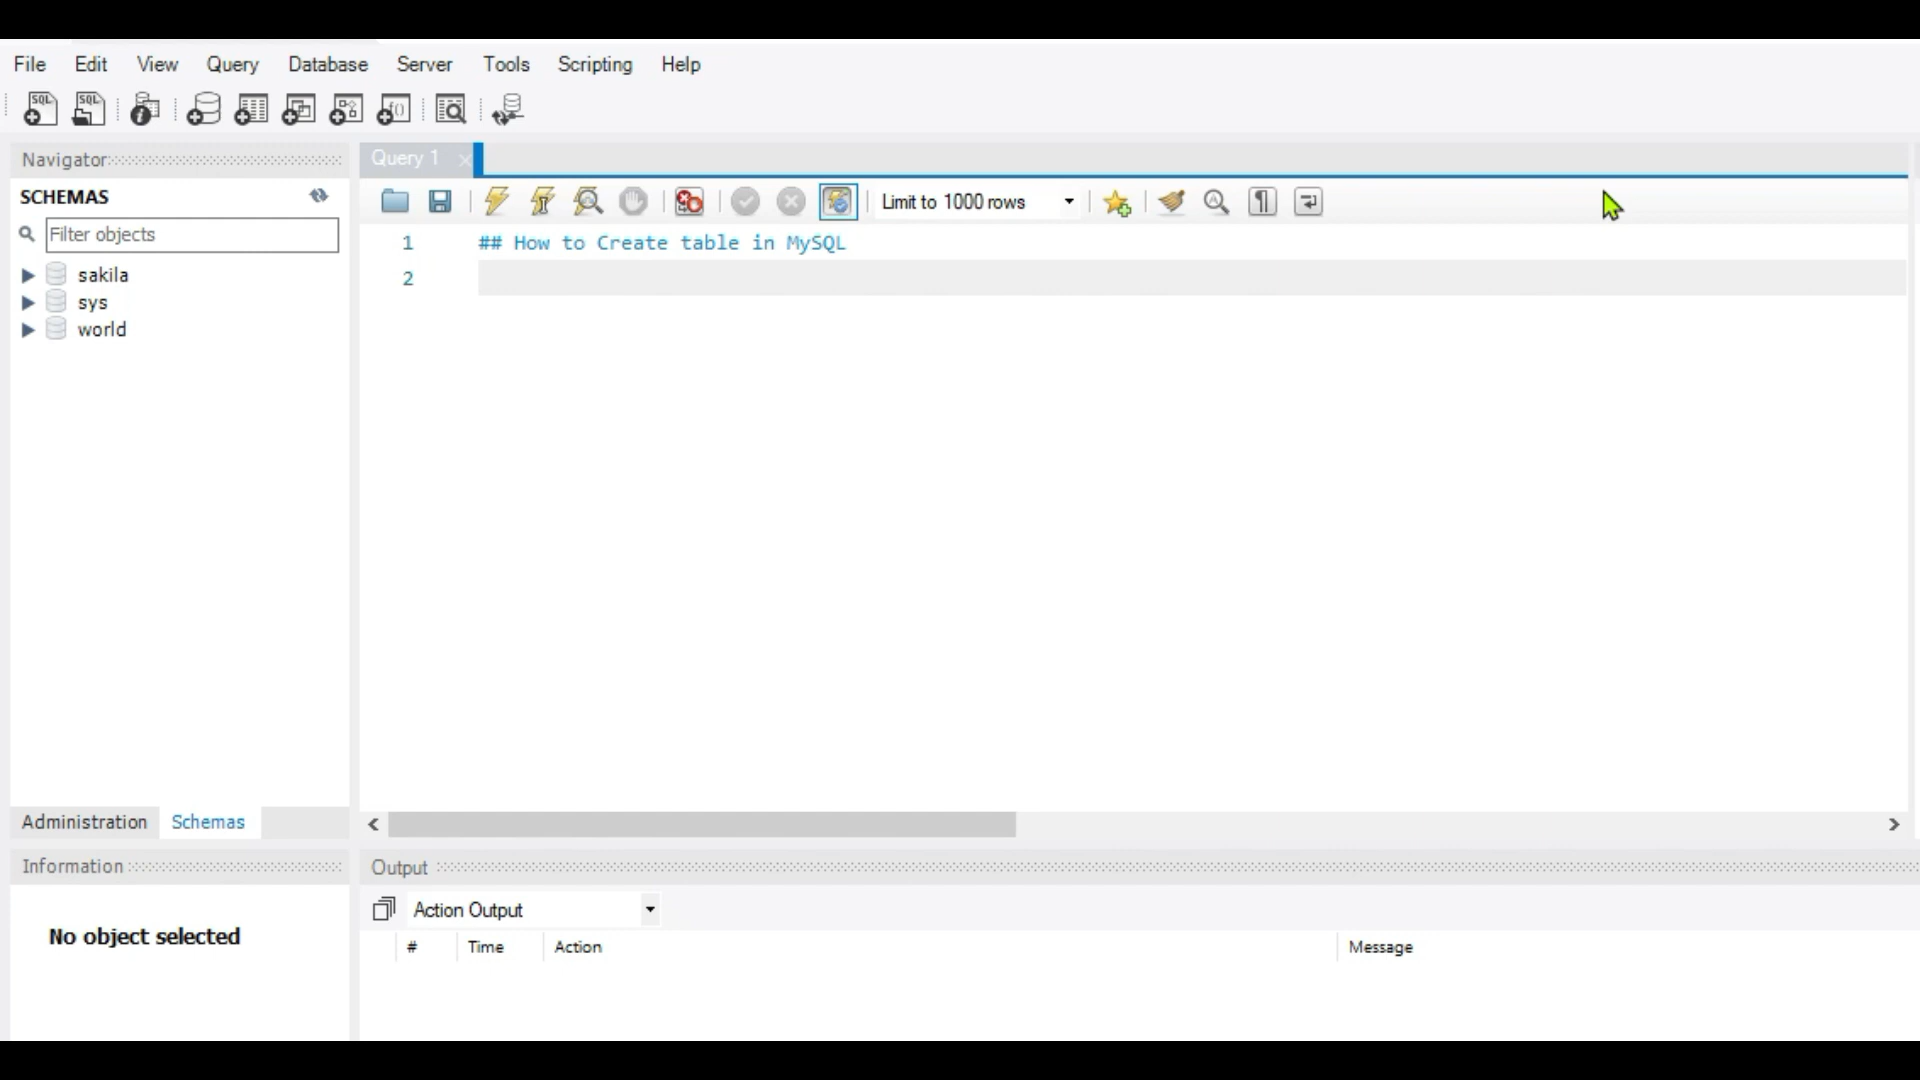 File Edit View Query Database Server Tools Scripting Help
SQL SQL
Navigator
SCHEMAS
Filter objects
sakila
sys
world
Administration Schemas
Information
No object selected
Query 1
Limit to 1000 rows
1 ## How to Create table in MySQL
2
Output
Action Output
# Time Action Message